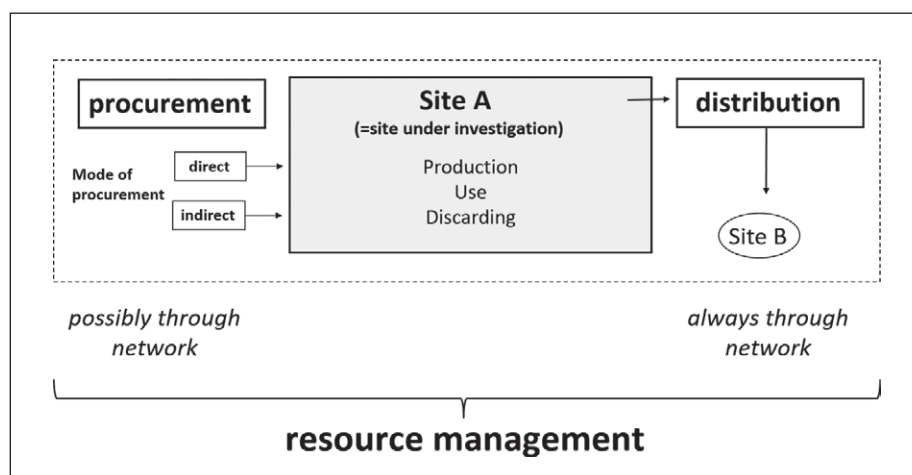 procurement
Mode of
procurement
direct
indirect
Site A
(=site under investigation)
Production
Use
Discarding
distribution
Site B
possibly through
network
always through
network
resource management